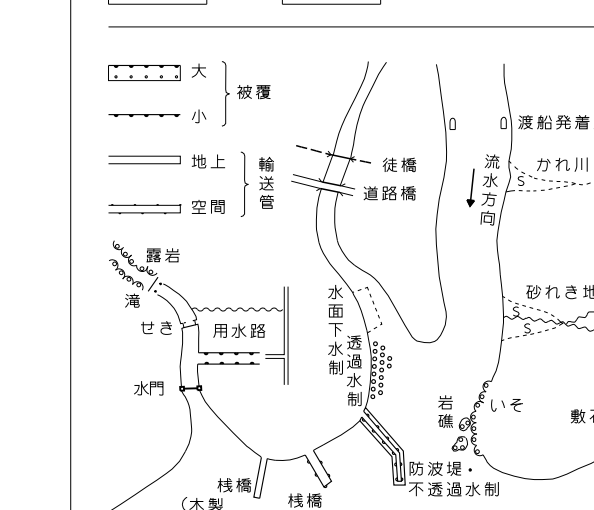 大
被覆
小
地上
輸送管
空間
露岩
滝
せき
用水路
水門
徒橋
道路橋
渡船発着
流水方向
かれ川
S
砂れき地
S
S
水面下水制
透過水制
岩礁
いそ
敷石
防波堤・
不透過水制
桟橋
(木製
桟橋